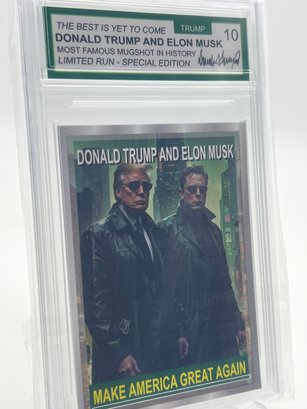 THE BEST IS YET TO COME
TRUMP
DONALD TRUMP AND ELON MUSK
10
MOST FAMOUS MUGSHOT IN HISTORY
LIMITED RUN - SPECIAL EDITION
DONALD TRUMP AND ELON MUSK
MAKE AMERICA GREAT AGAIN